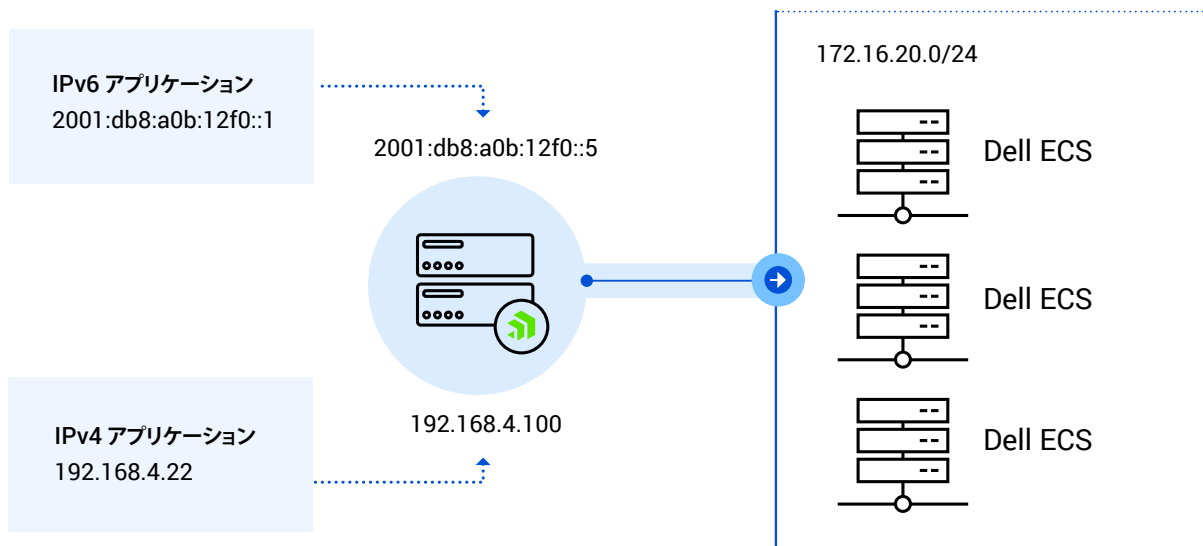 IPv6 アプリケーション
2001:db8:a0b:12f0::1
2001:db8:a0b:12f0::5
192.168.4.100
IPv4 アプリケーション
192.168.4.22
172.16.20.0/24
Dell ECS
Dell ECS
Dell ECS